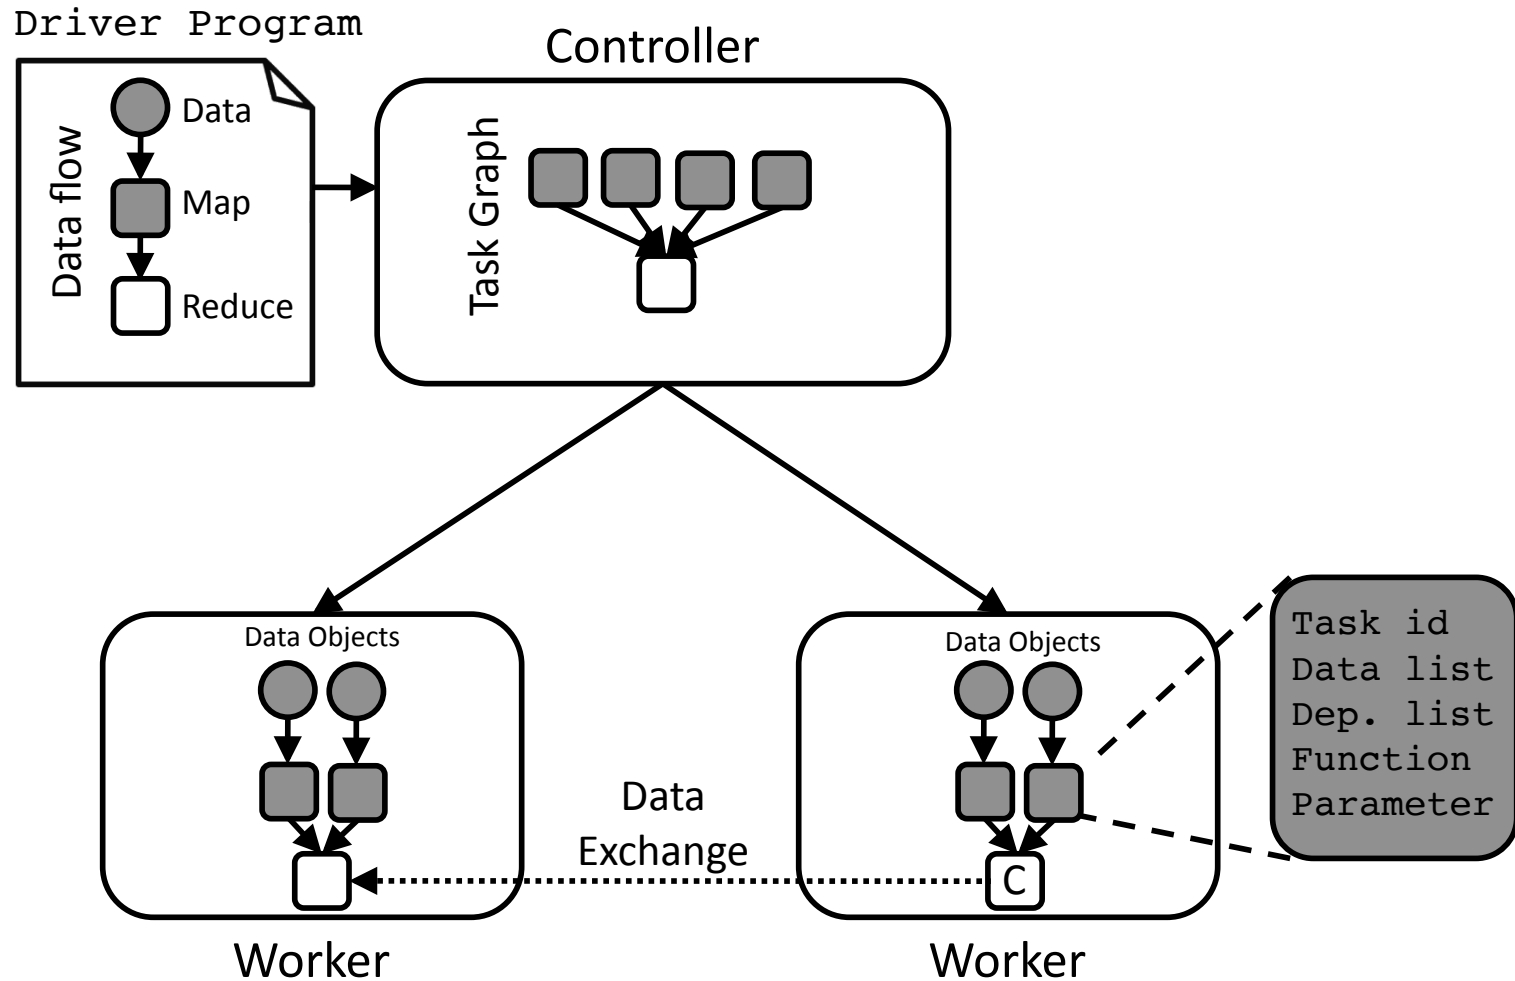 Driver Program
Data flow
Data
Map
Reduce
Controller
Task Graph
Data Objects
Data Objects
C
Data
Exchange
Worker
Worker
Task id
Data list
Dep. list
Function
Parameter